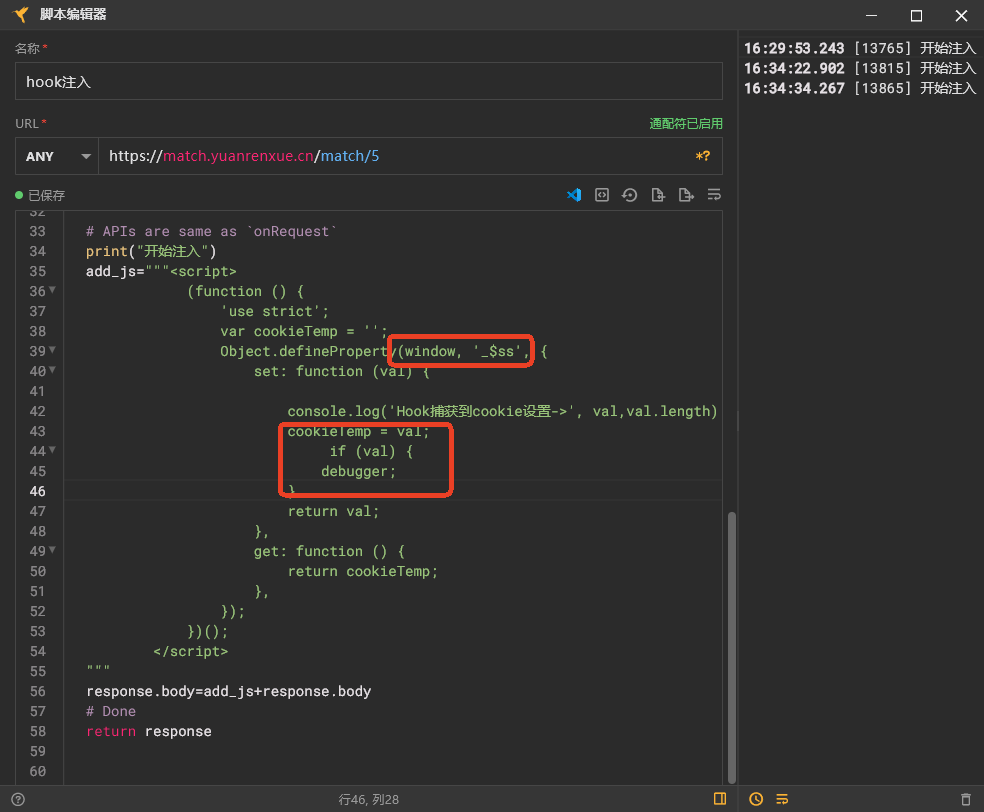 脚本编辑器
名称*
hook注入
URL*
通配符已启用
ANY
https://match.yuanrenxue.cn/match/5
*?
已保存
32
33 # APIs are same as `onRequest`
34 print("开始注入")
35 add_js="""<script>
36 (function () {
37 'use strict';
38 var cookieTemp = '';
39 Object.defineProperty(window, '_$ss', {
40 set: function (val) {
41
42 console.log('Hook捕获到cookie设置->', val,val.length)
43 cookieTemp = val;
44 if (val) {
45 debugger;
46 }
47 return val;
48 },
49 get: function () {
50 return cookieTemp;
51 },
52 });
53 })();
54 </script>
55 """
56 response.body=add_js+response.body
57 # Done
58 return response
59
60
行46, 列28
16:29:53.243 [13765] 开始注入
16:34:22.902 [13815] 开始注入
16:34:34.267 [13865] 开始注入